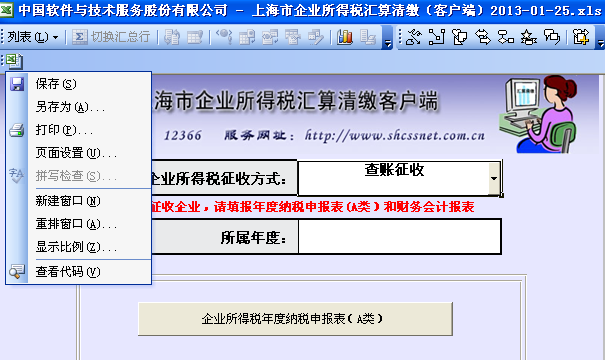 中国软件与技术服务股份有限公司 - 上海市企业所得税汇算清缴（客户端）2013-01-25.xls
列表(L)
切换汇总行
海市企业所得税汇算清缴客户端
12366 服务网址: http://www.shcssnet.com.cn
保存(S)
另存为(A)...
打印(P)...
页面设置(U)...
拼写检查(S)...
新建窗口(N)
重排窗口(A)...
显示比例(Z)...
查看代码(V)
企业所得税征收方式:
查账征收
征收企业，请填报年度纳税申报表(A类)和财务会计报表
所属年度:
企业所得税年度纳税申报表(A类)